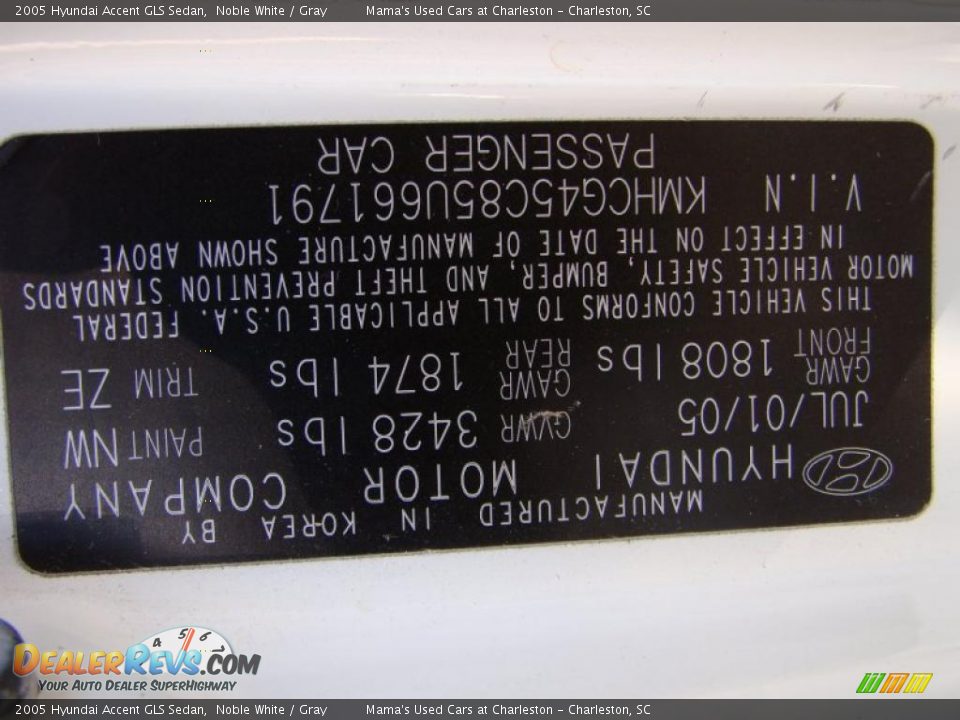 2005 Hyundai Accent GLS Sedan, Noble White / Gray Mama's Used Cars at Charleston - Charleston, SC
MANUFACTURED IN KOREA BY
HYUNDAI MOTOR COMPANY
JUL/01/05 GVWR 3428 lbs PAINT NW
GAWR FRONT 1808 lbs GAWR REAR 1874 lbs TRIM ZE
THIS VEHICLE CONFORMS TO ALL APPLICABLE U.S.A. FEDERAL
MOTOR VEHICLE SAFETY, BUMPER, AND THEFT PREVENTION STANDARDS
IN EFFECT ON THE DATE OF MANUFACTURE SHOWN ABOVE
V.I.N KMHCG45C85U661791
PASSENGER CAR
4 5 6 7
DEALERREVS.COM
YOUR AUTO DEALER SUPERHIGHWAY
2005 Hyundai Accent GLS Sedan, Noble White / Gray Mama's Used Cars at Charleston - Charleston, SC